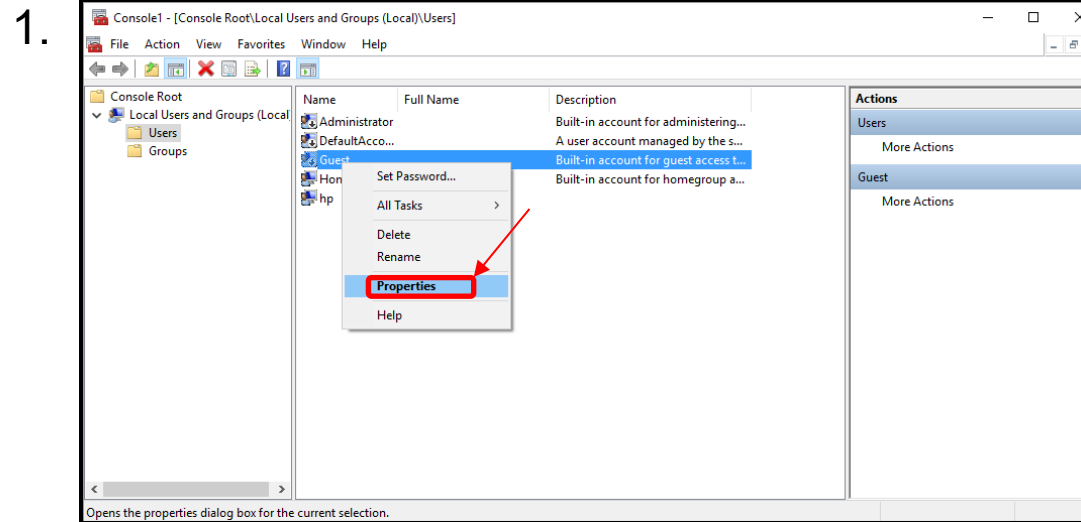 1.
Console1 - [Console Root\Local Users and Groups (Local)\Users]
File Action View Favorites Window Help
Console Root
Local Users and Groups (Local
Users
Groups
Name Full Name Description
Administrator Built-in account for administering...
DefaultAcco... A user account managed by the s...
Guest Built-in account for guest access t...
Hon Built-in account for homegroup a...
hp
Set Password...
All Tasks
Delete
Rename
Properties
Help
Actions
Users
More Actions
Guest
More Actions
Opens the properties dialog box for the current selection.